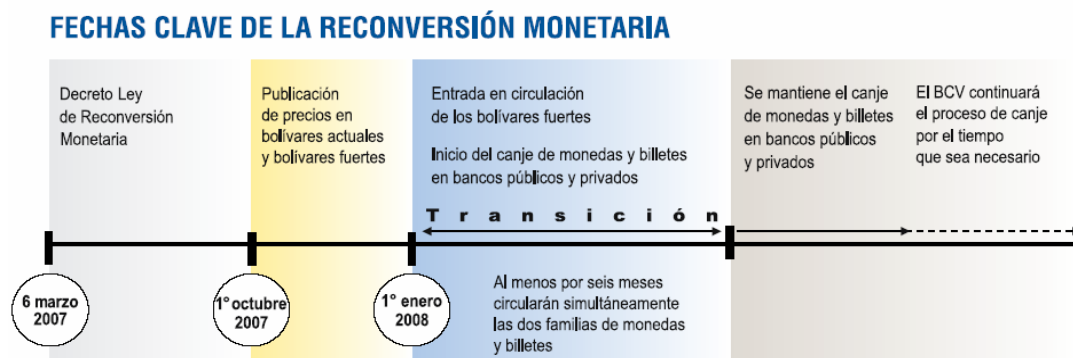 FECHAS CLAVE DE LA RECONVERSIÓN MONETARIA
Decreto Ley
de Reconversión
Monetaria
Publicación
de precios en
bolívares actuales
y bolívares fuertes
Entrada en circulación
de los bolívares fuertes
Inicio del canje de monedas y billetes
en bancos públicos y privados
Se mantiene el canje
de monedas y billetes
en bancos públicos
y privados
El BCV continuará
el proceso de canje
por el tiempo
que sea necesario
Transición
6 marzo
2007
1° octubre
2007
1° enero
2008
Al menos por seis meses
circularán simultáneamente
las dos familias de monedas
y billetes